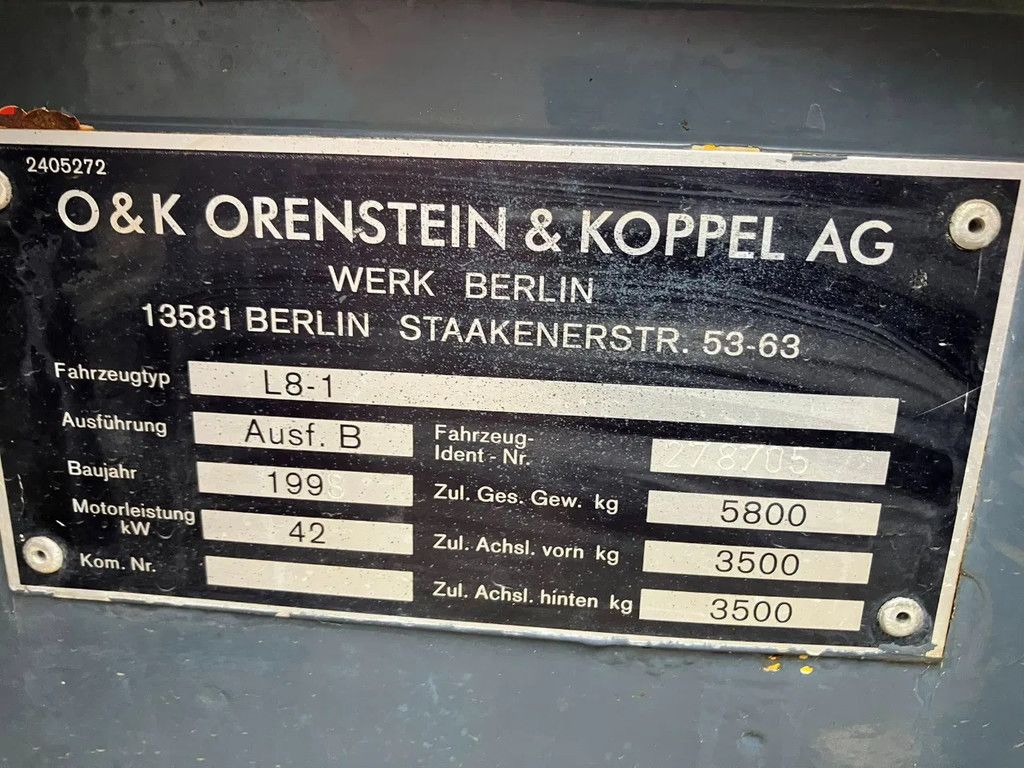 2405272
O & K ORENSTEIN & KOPPEL AG
WERK BERLIN
13581 BERLIN STAAKENERSTR. 53-63
Fahrzeugtyp L8-1
Ausführung Ausf. B
Baujahr 1998
Motorleistung kW 42
Kom. Nr.
Fahrzeug-
Ident - Nr. 278705
Zul. Ges. Gew. kg 5800
Zul. Achsl. vorn kg 3500
Zul. Achsl. hinten kg 3500